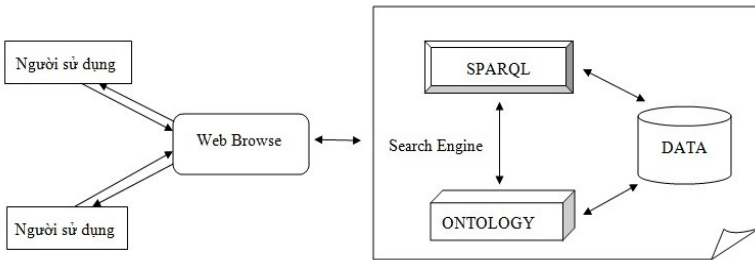 Người sử dụng
Web Browse
Người sử dụng
SPARQL
Search Engine
DATA
ONTOLOGY